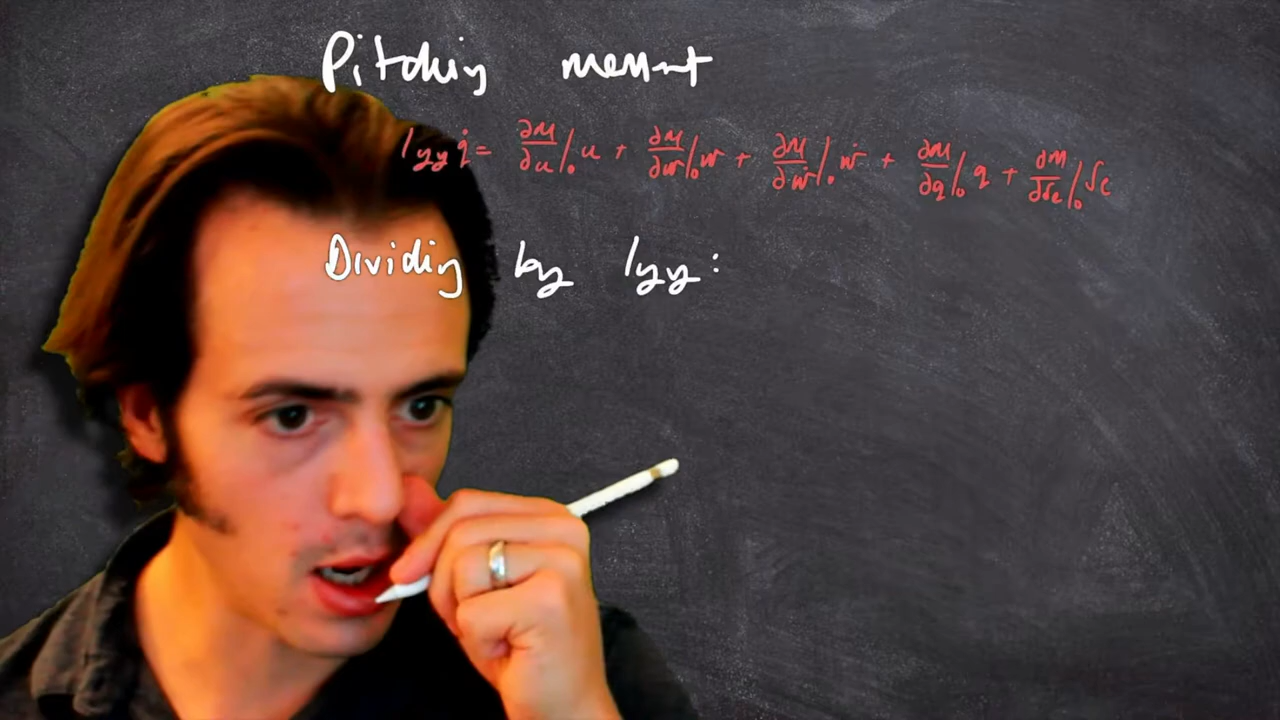 Pitching moment
Iyy q̇ = ∂M/∂u|₀ u + ∂M/∂w|₀ w + ∂M/∂ẇ|₀ ẇ + ∂M/∂q|₀ q + ∂M/∂δe|₀ δe
Dividing by Iyy: